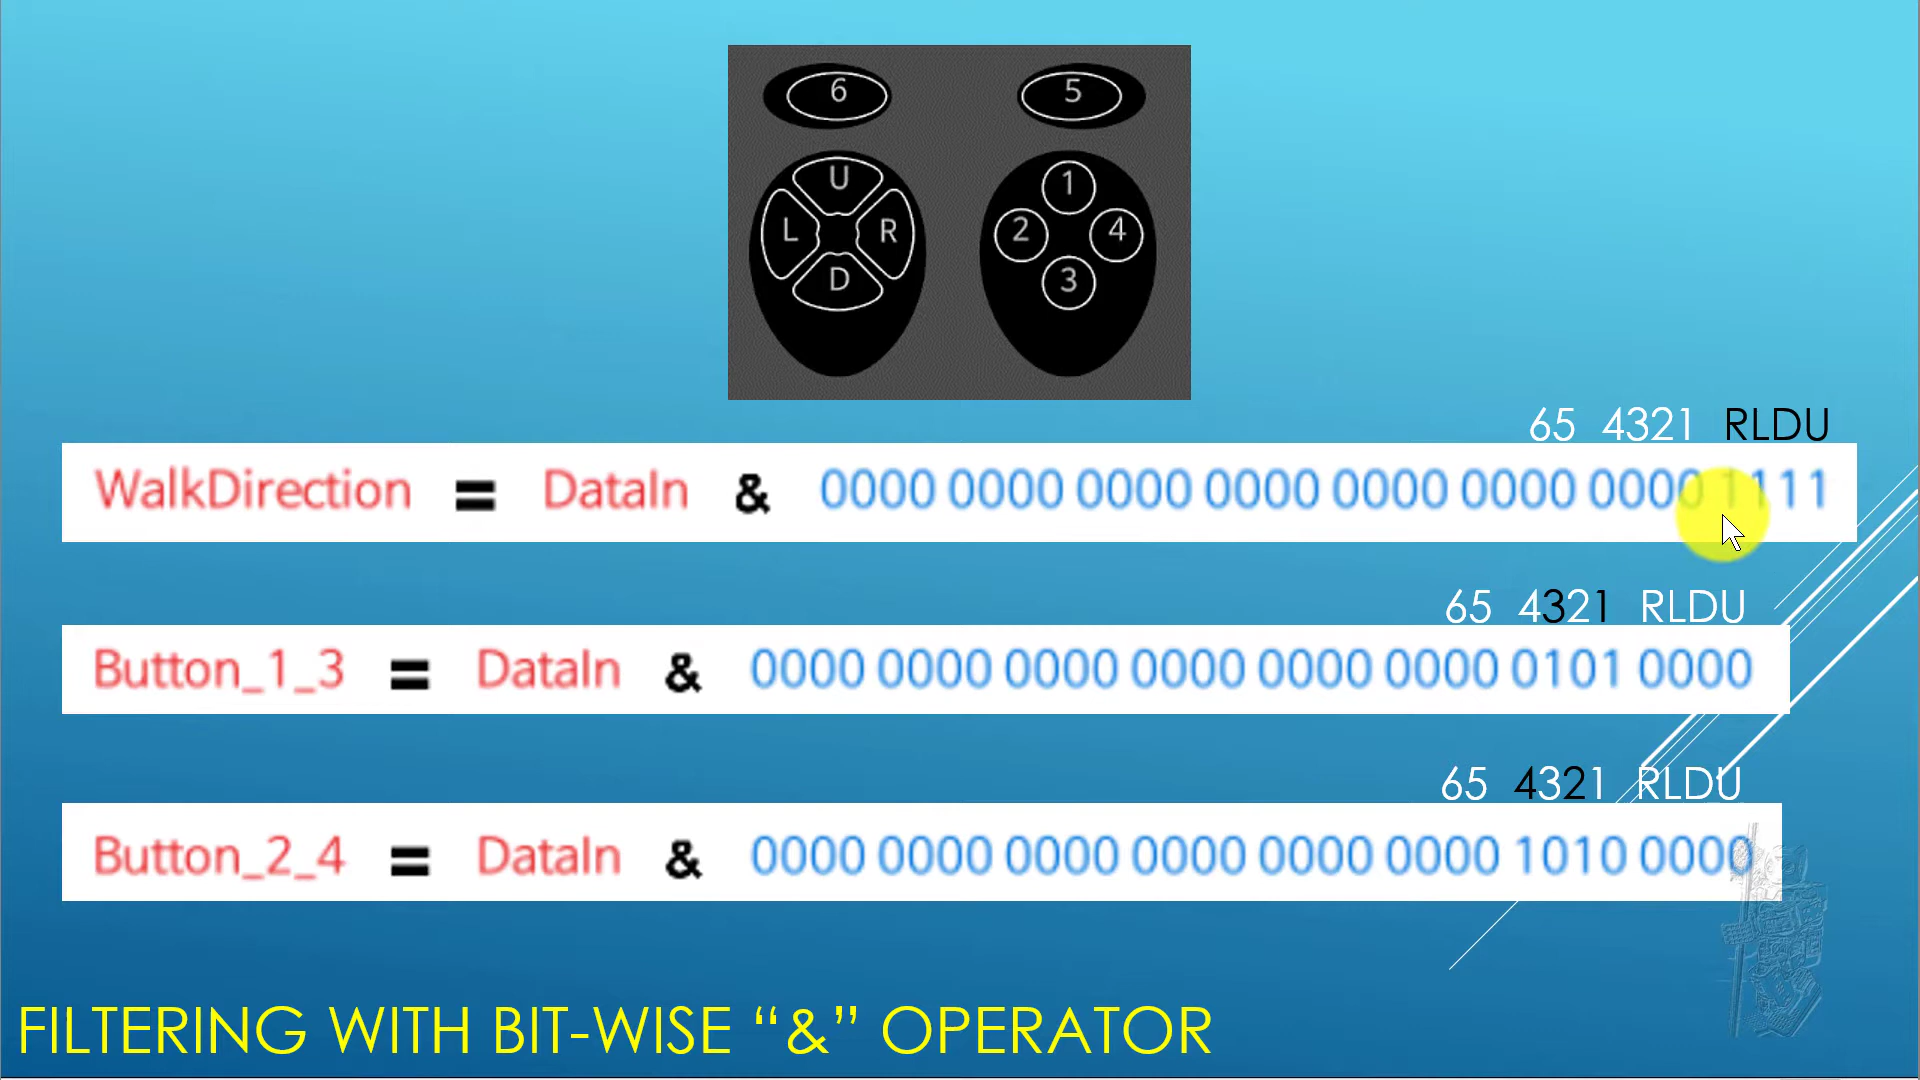 6 5
U 1
L R 2 4
D 3
65 4321 RLDU
WalkDirection = DataIn & 0000 0000 0000 0000 0000 0000 0000 1111
65 4321 RLDU
Button_1_3 = DataIn & 0000 0000 0000 0000 0000 0000 0101 0000
65 4321 RLDU
Button_2_4 = DataIn & 0000 0000 0000 0000 0000 0000 1010 0000
FILTERING WITH BIT-WISE “&” OPERATOR